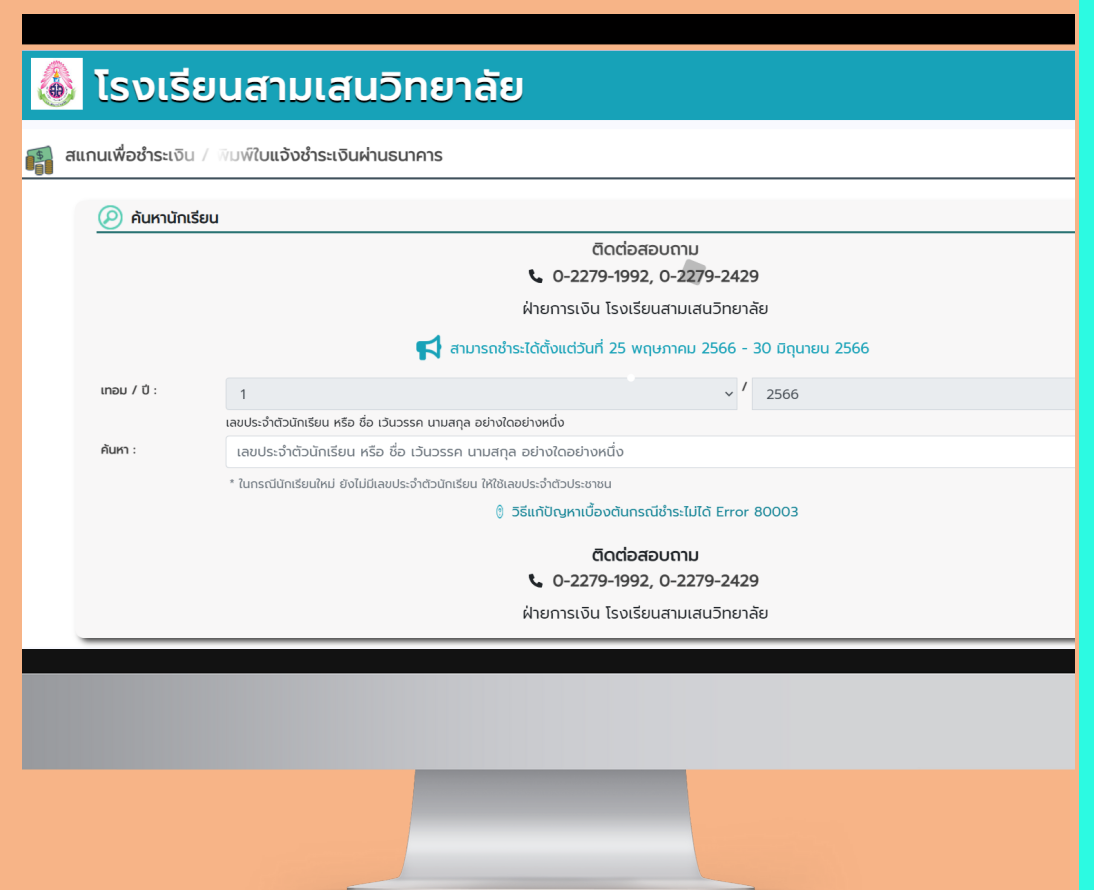 โรงเรียนสามเสนวิทยาลัย
สแกนเพื่อชำระเงิน / พิมพ์ใบแจ้งชำระเงินผ่านธนาคาร
ค้นหานักเรียน
ติดต่อสอบถาม
0-2279-1992, 0-2279-2429
ฝ่ายการเงิน โรงเรียนสามเสนวิทยาลัย
สามารถชำระได้ตั้งแต่วันที่ 25 พฤษภาคม 2566 - 30 มิถุนายน 2566
เทอม / ปี : 1 / 2566
เลขประจำตัวนักเรียน หรือ ชื่อ เว้นวรรค นามสกุล อย่างใดอย่างหนึ่ง
ค้นหา : เลขประจำตัวนักเรียน หรือ ชื่อ เว้นวรรค นามสกุล อย่างใดอย่างหนึ่ง
* ในกรณีนักเรียนใหม่ ยังไม่มีเลขประจำตัวนักเรียน ให้ใช้เลขประจำตัวประชาชน
วิธีแก้ปัญหาเบื้องต้นกรณีชำระไม่ได้ Error 80003
ติดต่อสอบถาม
0-2279-1992, 0-2279-2429
ฝ่ายการเงิน โรงเรียนสามเสนวิทยาลัย